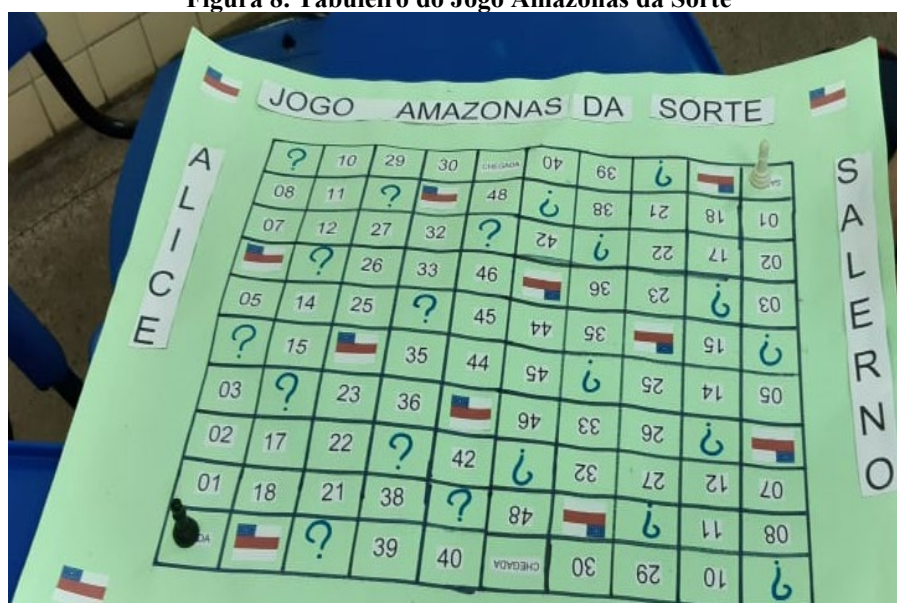 Figura 8: Tabuleiro do Jogo Amazonas da Sorte
JOGO AMAZONAS DA SORTE
ALICE
SALERNO
? 10 29 30 CHEGADA 40 39 ?
08 11 ? 48 ? 38 21 18 01
07 12 27 32 ? 42 ? 22 17 02
? 26 33 46 36 23 ? 03
05 14 25 ? 45 44 35 15 ?
? 15 35 44 45 ? 25 14 05
03 ? 23 36 46 33 26 ?
02 17 22 ? 42 ? 32 27 12 07
01 18 21 38 ? 48 ? 11 08
DA ? 39 40 CHEGADA 30 29 10 ?